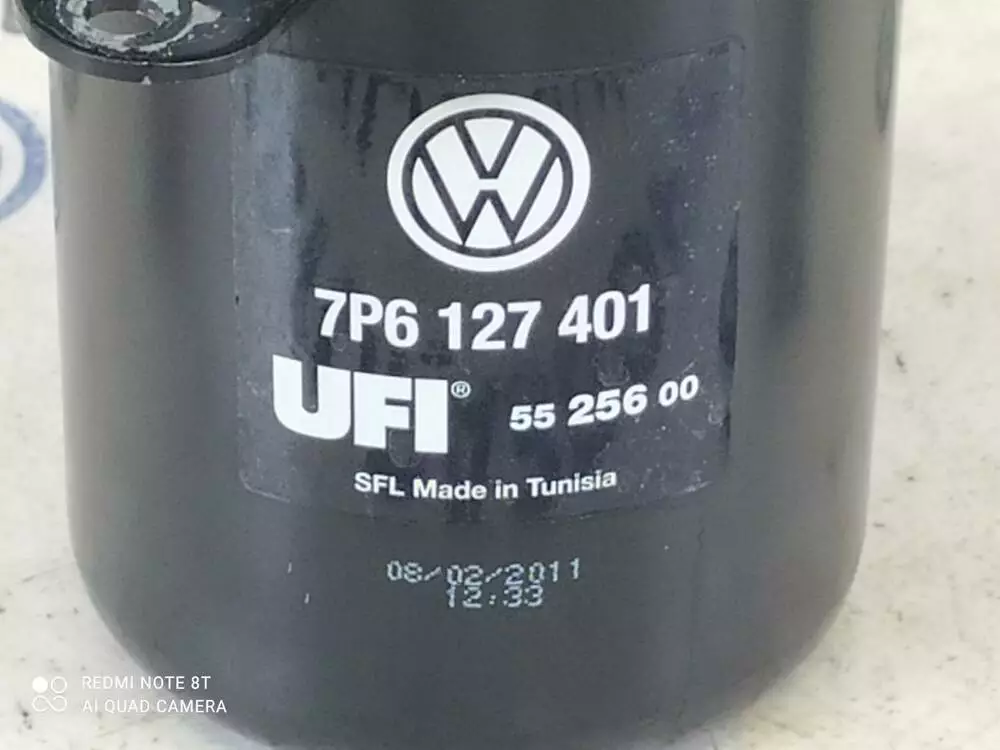 7P6 127 401
UFI® 55 256 00
SFL Made in Tunisia
08/02/2011
12:33
REDMI NOTE 8T
AI QUAD CAMERA